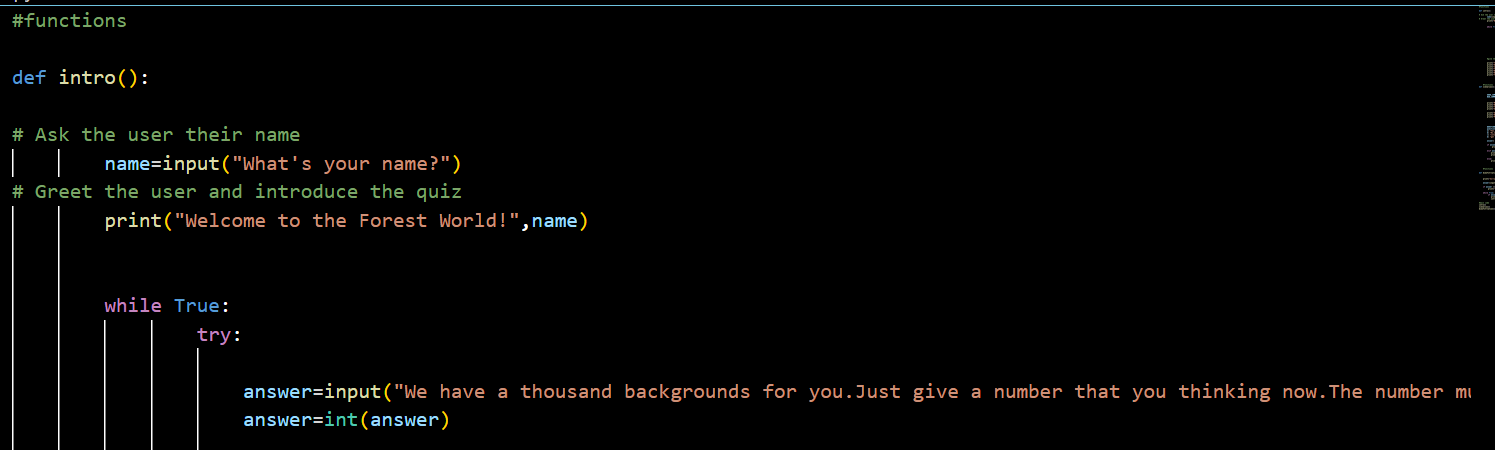 #functions
def intro():
# Ask the user their name
name=input("What's your name?")
# Greet the user and introduce the quiz
print("Welcome to the Forest World!",name)
while True:
try:
answer=input("We have a thousand backgrounds for you.Just give a number that you thinking now.The number
answer=int(answer)